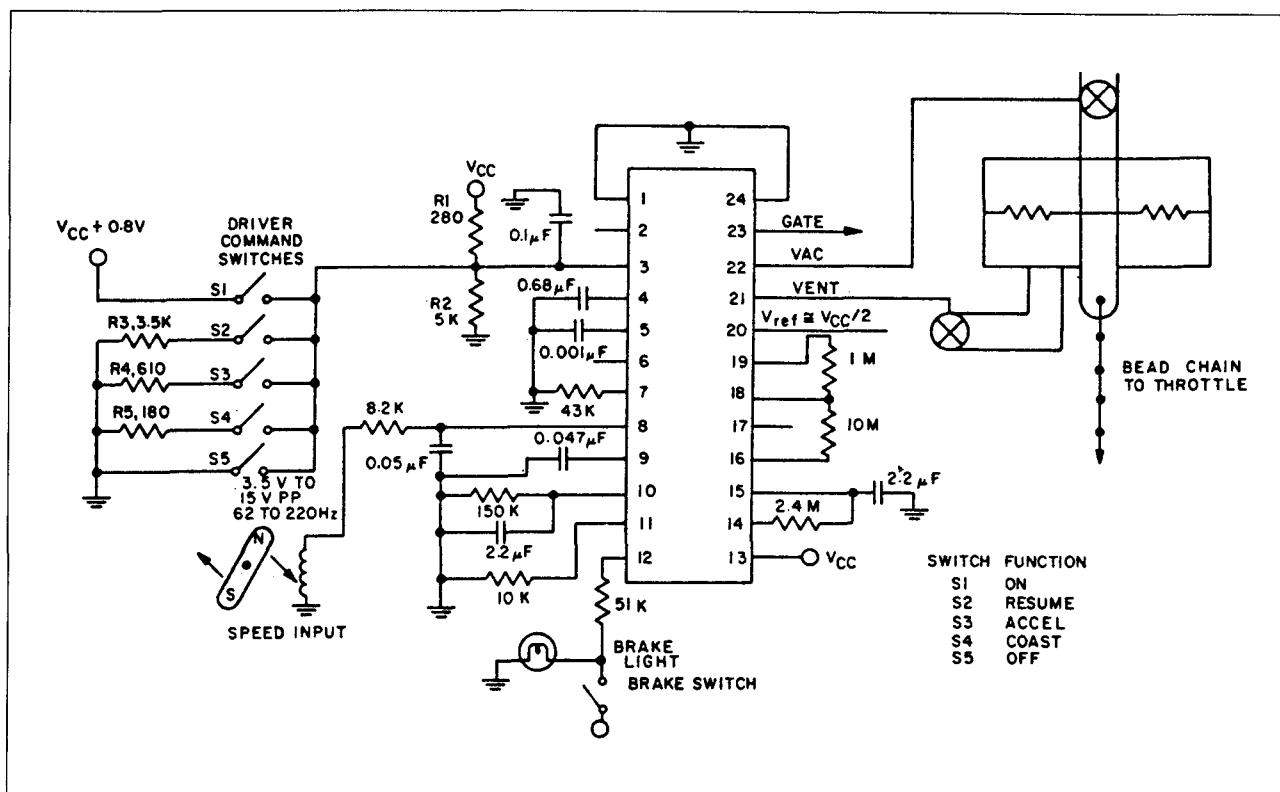 VCC + 0.8V
DRIVER
COMMAND
SWITCHES
S1
R3,3.5K
S2
R4,610
S3
R5,180
S4
S5
3.5 V TO
15 V PP
62 TO 220Hz
N
S
SPEED INPUT
VCC
R1
280
0.1µF
R2
5K
0.68µF
0.001µF
43K
8.2K
0.05µF
0.047µF
150K
2.2µF
10K
51K
BRAKE
LIGHT
BRAKE SWITCH
1
2
3
4
5
6
7
8
9
10
11
12
24
23
22
21
20
19
18
17
16
15
14
13
GATE
VAC
VENT
Vref ≅ VCC/2
1M
10M
2.2µF
2.4M
VCC
BEAD CHAIN
TO THROTTLE
SWITCH FUNCTION
S1 ON
S2 RESUME
S3 ACCEL
S4 COAST
S5 OFF